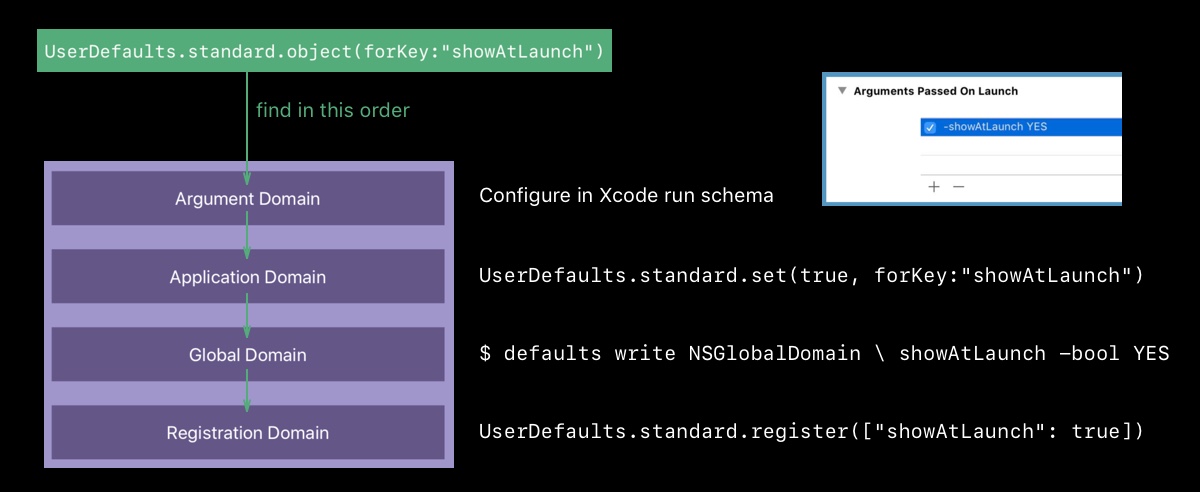 UserDefaults.standard.object(forKey:"showAtLaunch")
find in this order
Arguments Passed On Launch
-showAtLaunch YES
Argument Domain
Configure in Xcode run schema
Application Domain
UserDefaults.standard.set(true, forKey:"showAtLaunch")
Global Domain
$ defaults write NSGlobalDomain \ showAtLaunch –bool YES
Registration Domain
UserDefaults.standard.register(["showAtLaunch": true])